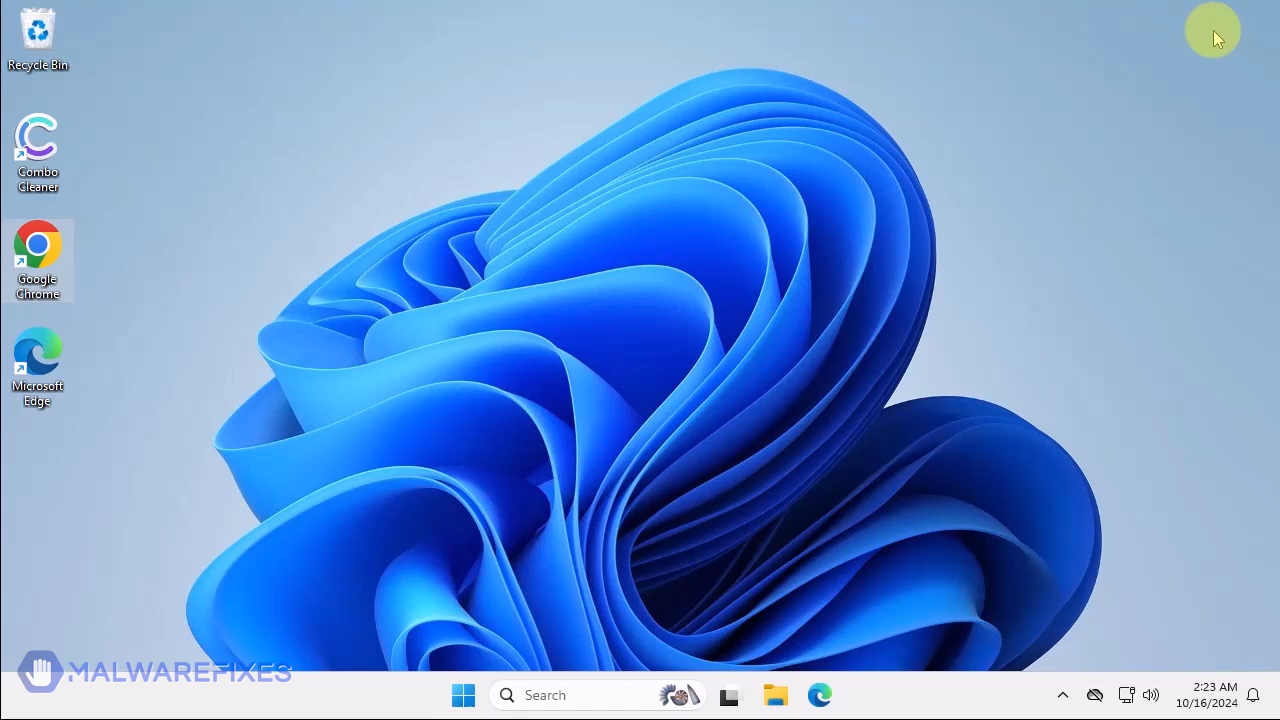 Recycle Bin
Combo
Cleaner
Google
Chrome
Microsoft
Edge
MALWAREFIXES
Search
2:23 AM
10/16/2024